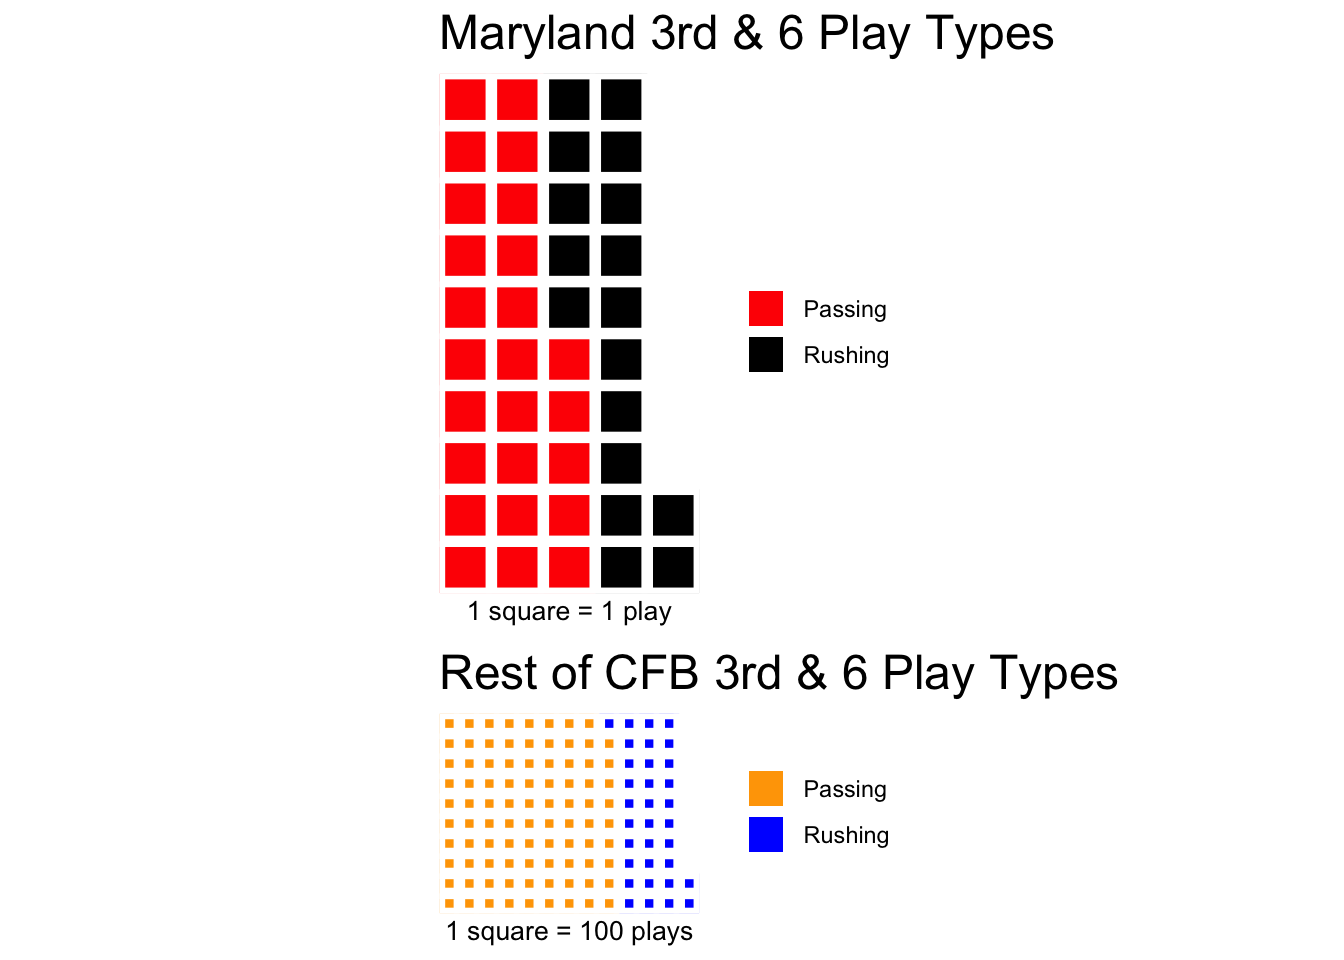 Maryland 3rd & 6 Play Types
Passing
Rushing
1 square = 1 play
Rest of CFB 3rd & 6 Play Types
Passing
Rushing
1 square = 100 plays